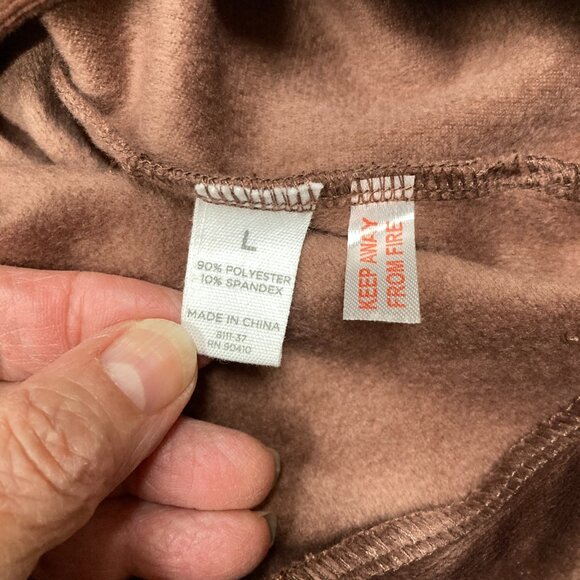 L
90% POLYESTER
10% SPANDEX
MADE IN CHINA
8111-37
RN 90410
KEEP AWAY
FROM FIRE